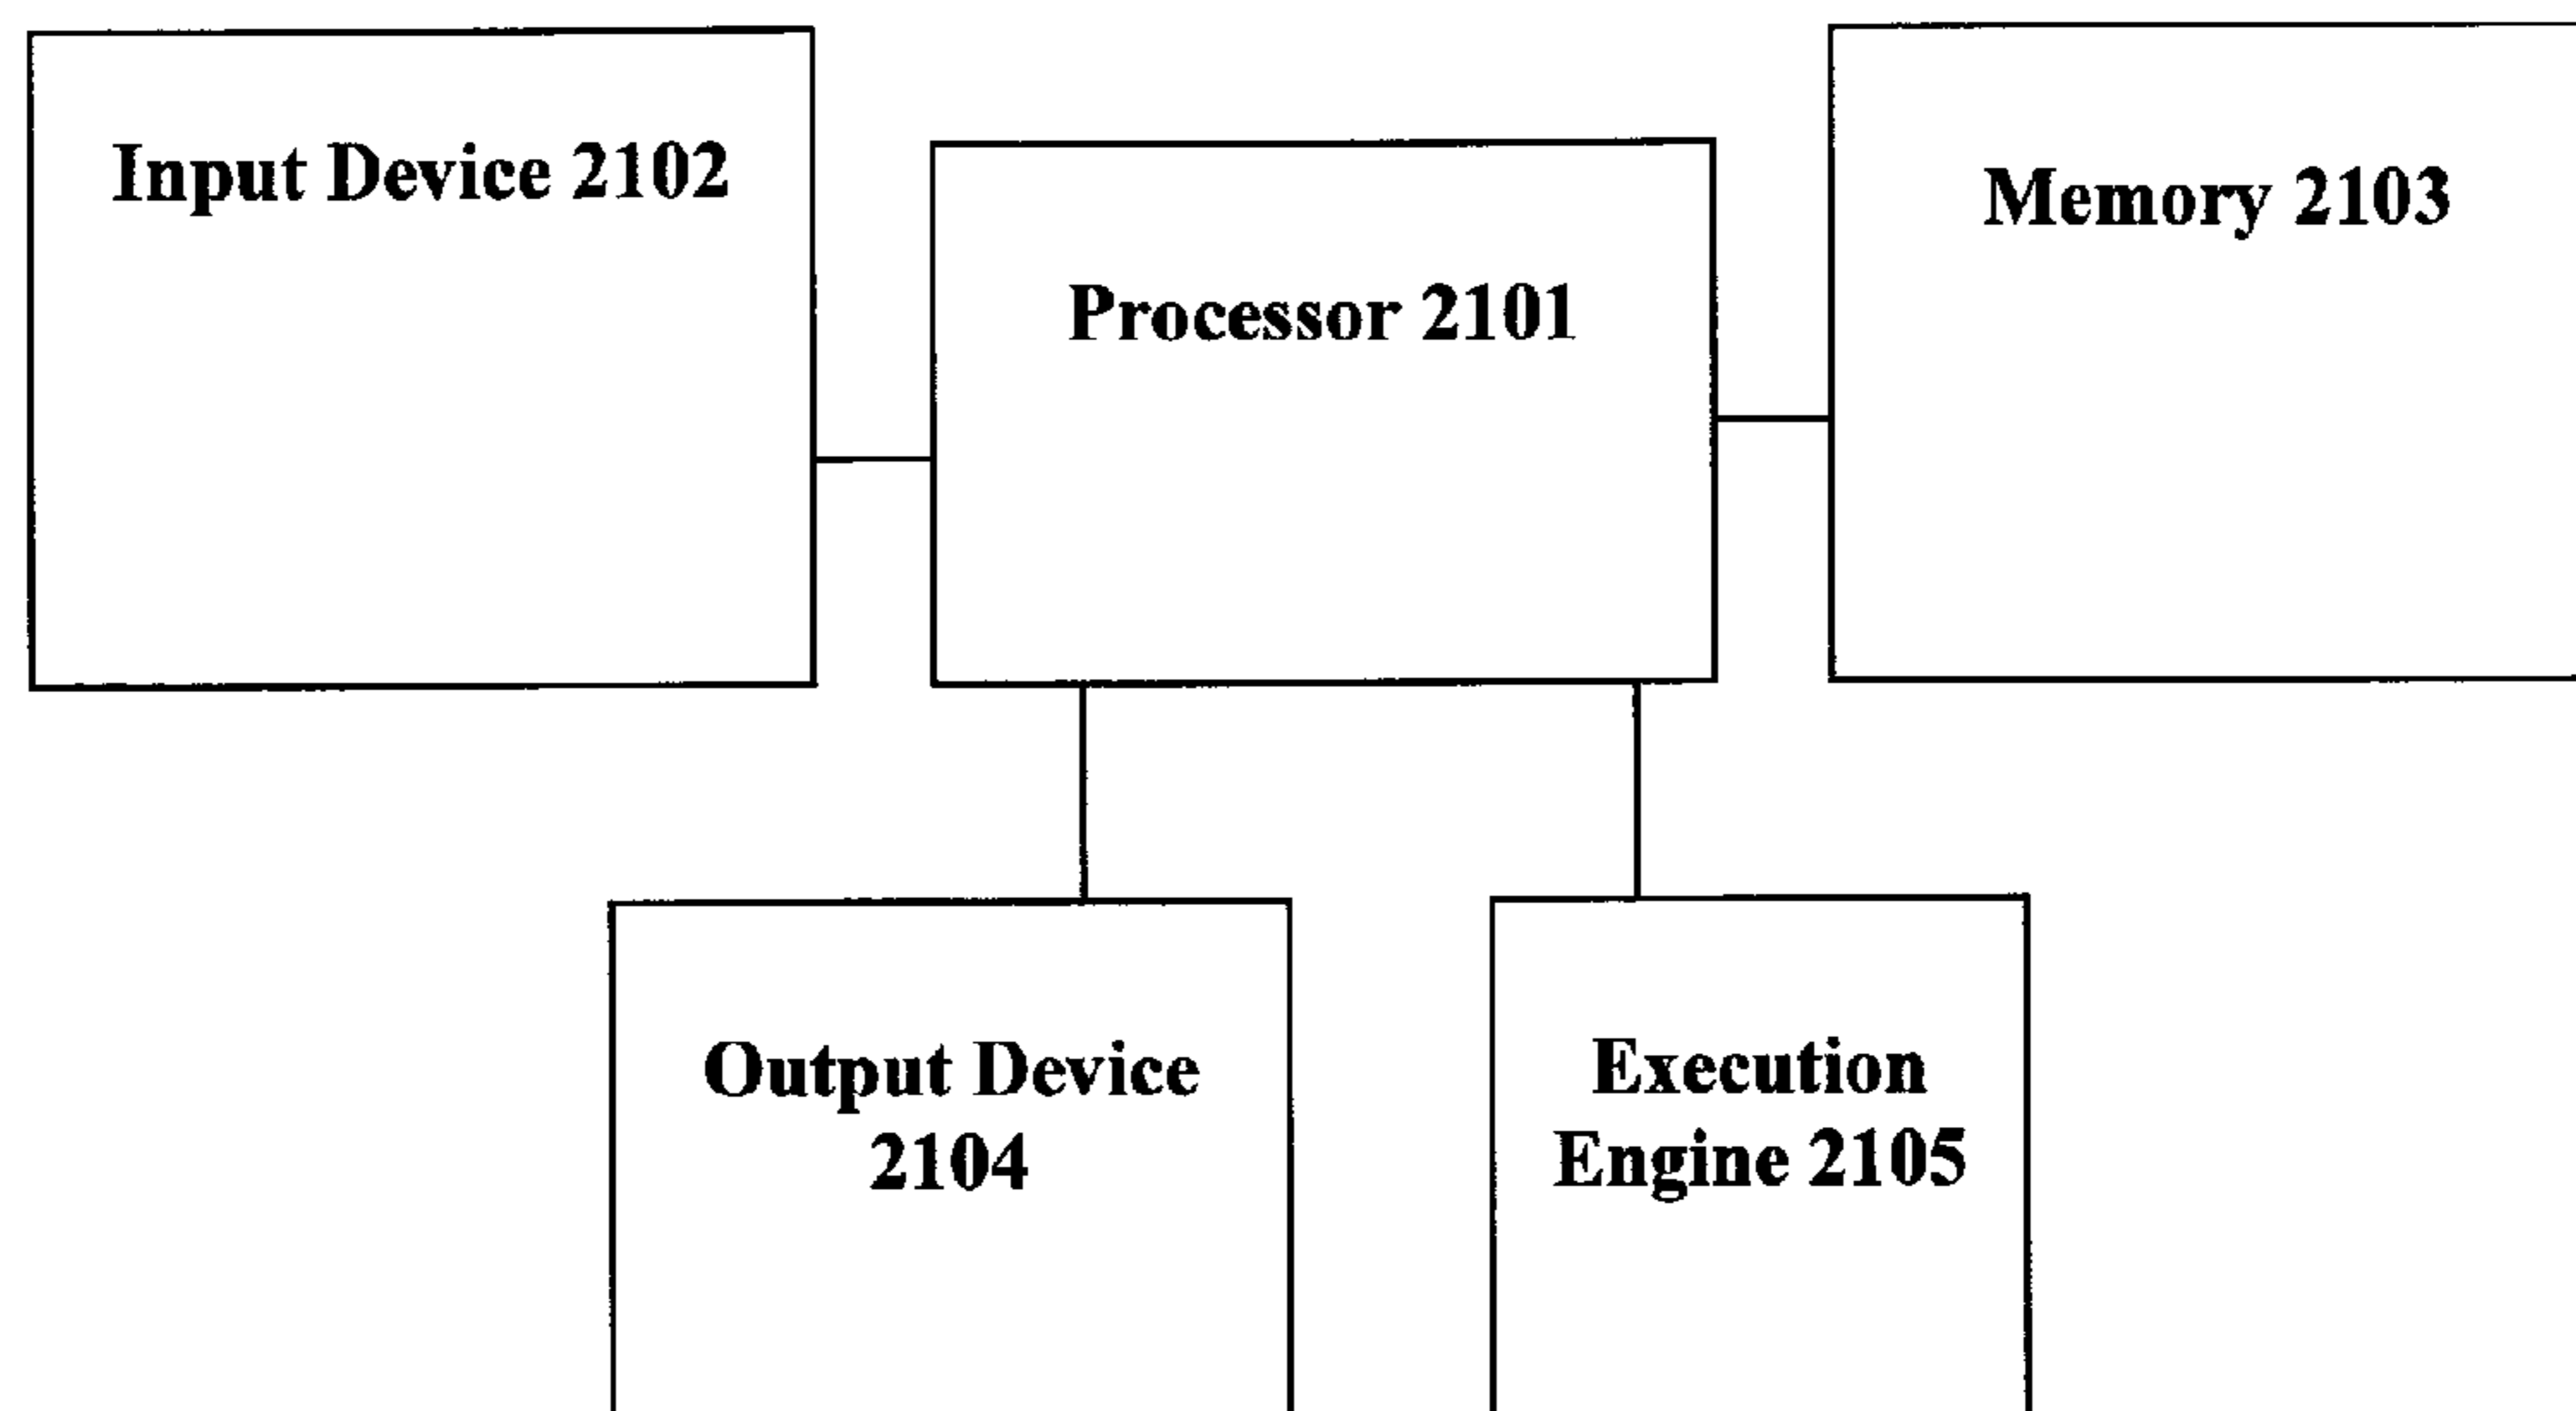 Input Device 2102
Processor 2101
Memory 2103
Output Device
2104
Execution
Engine 2105